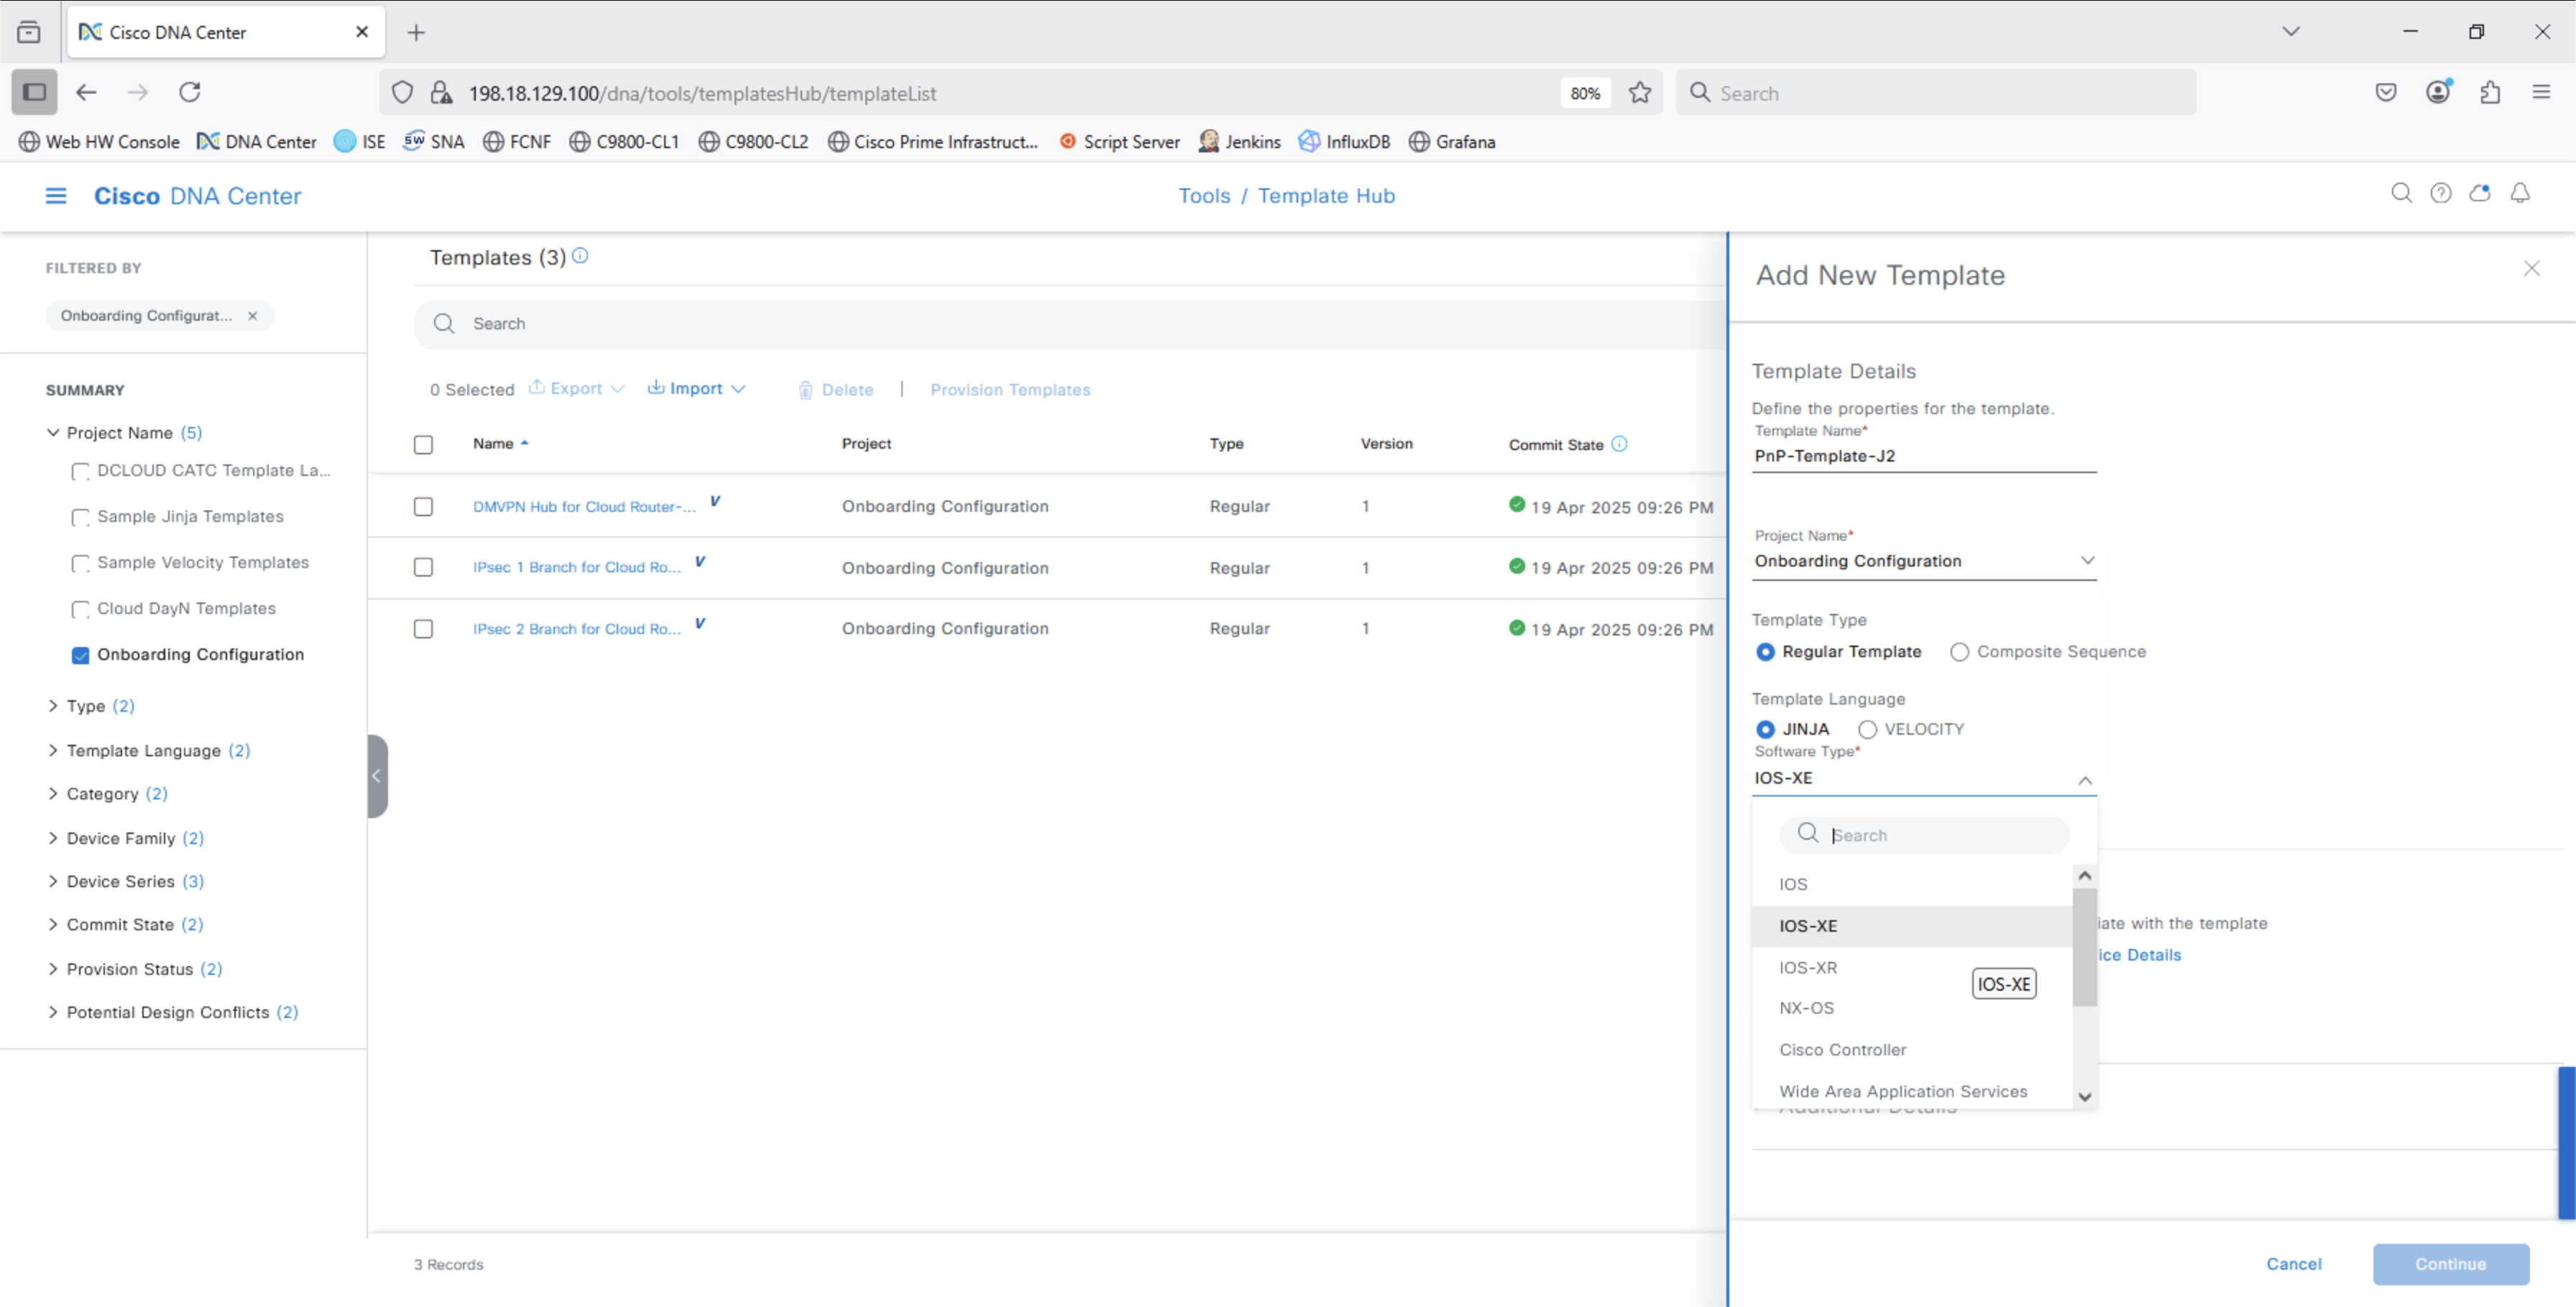 Cisco DNA Center
198.18.129.100/dna/tools/templatesHub/templateList
80%
Search
Web HW Console
DNA Center
ISE
SW SNA
FCNF
C9800-CL1
C9800-CL2
Cisco Prime Infrastruct...
Script Server
Jenkins
InfluxDB
Grafana
Cisco DNA Center
Tools / Template Hub
FILTERED BY
Onboarding Configurat...
SUMMARY
Project Name (5)
DCLOUD CATC Template La...
Sample Jinja Templates
Sample Velocity Templates
Cloud DayN Templates
Onboarding Configuration
Type (2)
Template Language (2)
Category (2)
Device Family (2)
Device Series (3)
Commit State (2)
Provision Status (2)
Potential Design Conflicts (2)
Templates (3)
Search
0 Selected Export Import Delete | Provision Templates
Name Project Type Version Commit State
DMVPN Hub for Cloud Router-... V Onboarding Configuration Regular 1 19 Apr 2025 09:26 PM
IPsec 1 Branch for Cloud Ro... V Onboarding Configuration Regular 1 19 Apr 2025 09:26 PM
IPsec 2 Branch for Cloud Ro... V Onboarding Configuration Regular 1 19 Apr 2025 09:26 PM
3 Records
Add New Template
Template Details
Define the properties for the template.
Template Name*
PnP-Template-J2
Project Name*
Onboarding Configuration
Template Type
Regular Template Composite Sequence
Template Language
JINJA VELOCITY
Software Type*
IOS-XE
Search
IOS
IOS-XE
iate with the template
ice Details
IOS-XR
IOS-XE
NX-OS
Cisco Controller
Wide Area Application Services
Additional Details
Cancel Continue